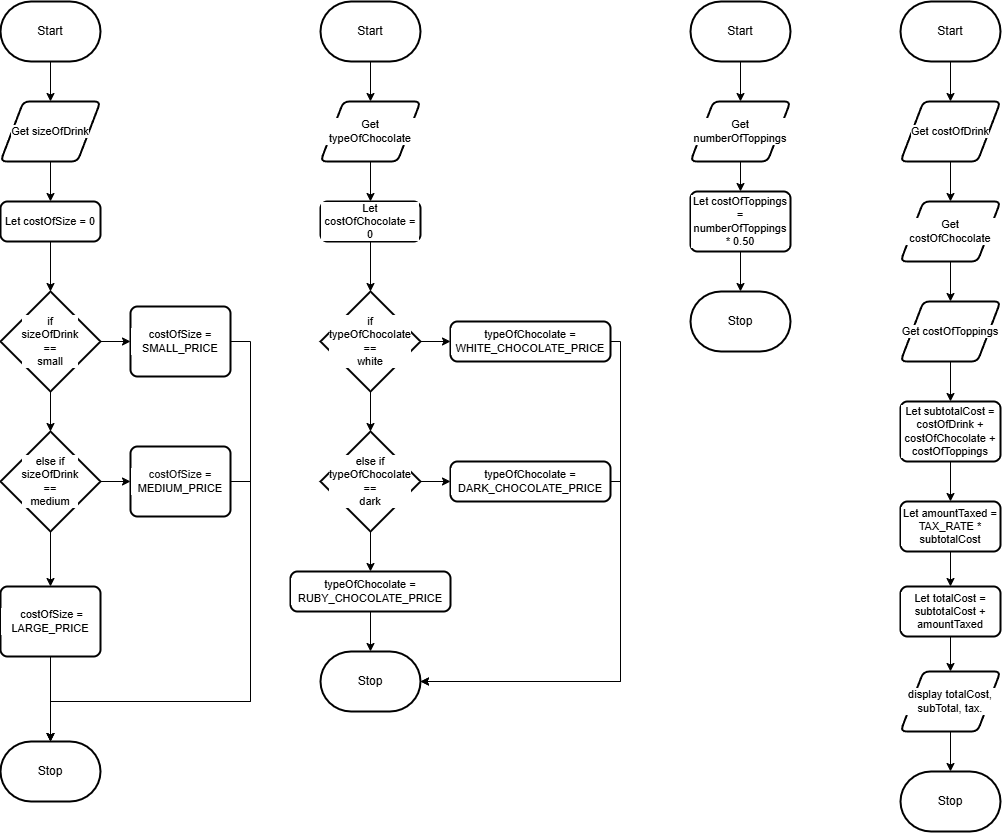 Start
Get sizeOfDrink
Let costOfSize = 0
if
sizeOfDrink
==
small
costOfSize =
SMALL_PRICE
else if
sizeOfDrink
==
medium
costOfSize =
MEDIUM_PRICE
costOfSize =
LARGE_PRICE
Stop
Start
Get
typeOfChocolate
Let
costOfChocolate =
0
if
typeOfChocolate
==
white
typeOfChocolate =
WHITE_CHOCOLATE_PRICE
else if
typeOfChocolate
==
dark
typeOfChocolate =
DARK_CHOCOLATE_PRICE
typeOfChocolate =
RUBY_CHOCOLATE_PRICE
Stop
Start
Get
numberOfToppings
Let costOfToppings
=
numberOfToppings
* 0.50
Stop
Start
Get costOfDrink
Get
costOfChocolate
Get costOfToppings
Let subtotalCost =
costOfDrink +
costOfChocolate +
costOfToppings
Let amountTaxed =
TAX_RATE *
subtotalCost
Let totalCost =
subtotalCost +
amountTaxed
display totalCost,
subTotal, tax.
Stop